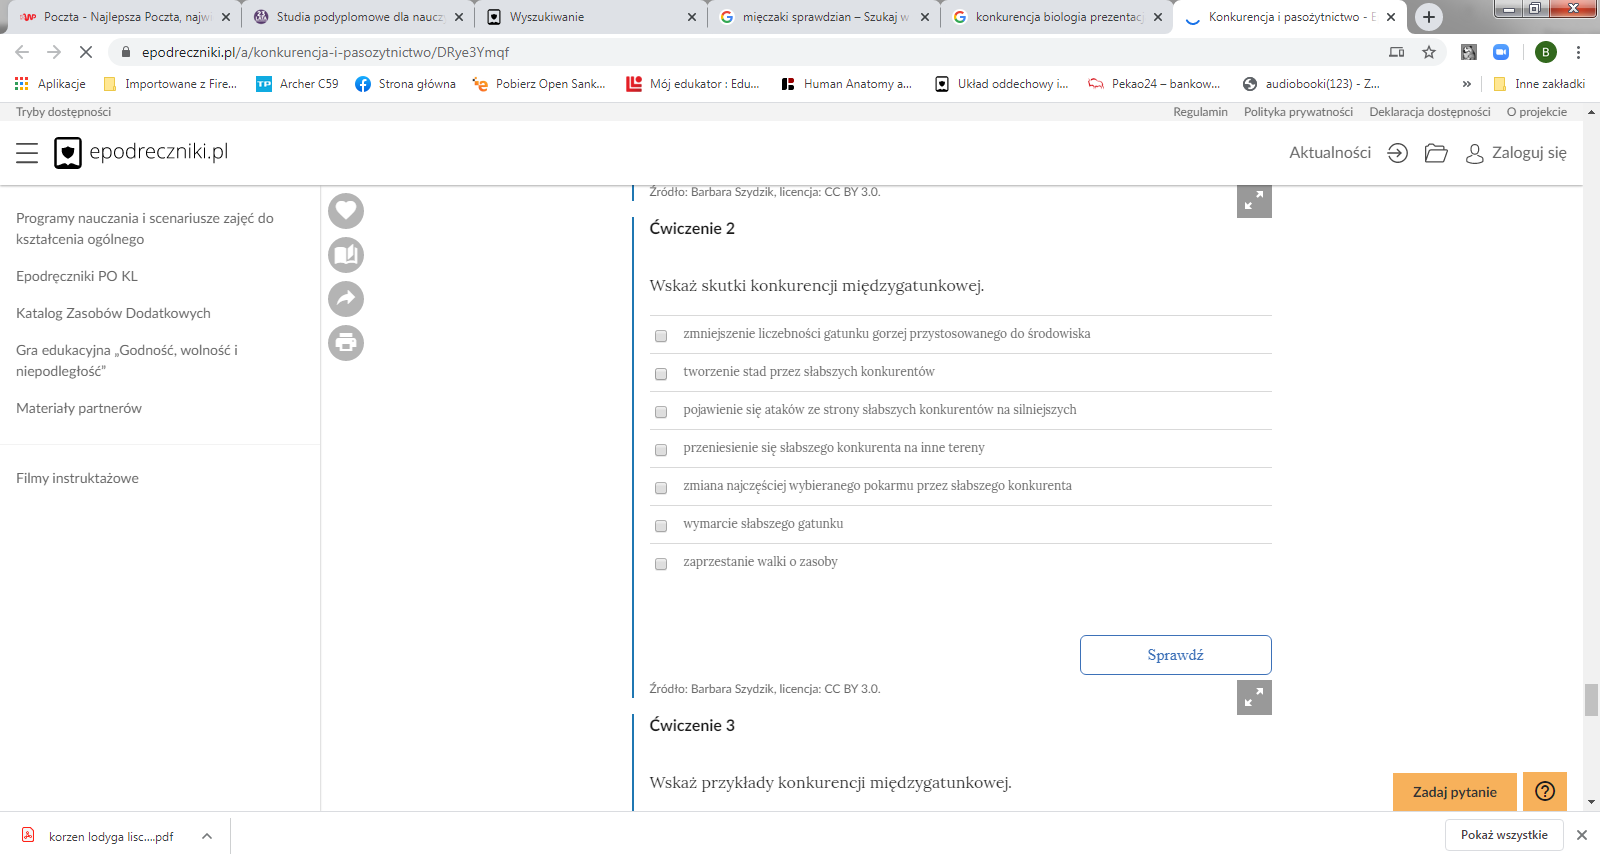 Poczta - Najlepsza Poczta, najwi
Studia podyplomowe dla nauczy
Wyszukiwanie
mięczaki sprawdzian – Szukaj w
konkurencja biologia prezentacj
Konkurencja i pasożytnictwo - E
epodreczniki.pl/a/konkurencja-i-pasozytnictwo/DRye3Ymqf
B
Aplikacje
Importowane z Fire...
Archer C59
Strona główna
Pobierz Open Sank...
Mój edukator : Edu...
Human Anatomy a...
Układ oddechowy i...
Pekao24 – bankow...
audiobooki(123) - Z...
»
Inne zakładki
Tryby dostępności
Regulamin
Polityka prywatności
Deklaracja dostępności
O projekcie
epodreczniki.pl
Aktualności
Zaloguj się
Programy nauczania i scenariusze zajęć do
kształcenia ogólnego
Epodręczniki PO KL
Katalog Zasobów Dodatkowych
Gra edukacyjna „Godność, wolność i
niepodległość”
Materiały partnerów
Filmy instruktażowe
Źródło: Barbara Szydzik, licencja: CC BY 3.0.
Ćwiczenie 2
Wskaż skutki konkurencji międzygatunkowej.
zmniejszenie liczebności gatunku gorzej przystosowanego do środowiska
tworzenie stad przez słabszych konkurentów
pojawienie się ataków ze strony słabszych konkurentów na silniejszych
przeniesienie się słabszego konkurenta na inne tereny
zmiana najczęściej wybieranego pokarmu przez słabszego konkurenta
wymarcie słabszego gatunku
zaprzestanie walki o zasoby
Sprawdź
Źródło: Barbara Szydzik, licencja: CC BY 3.0.
Ćwiczenie 3
Wskaż przykłady konkurencji międzygatunkowej.
Zadaj pytanie
korzen lodyga lisc....pdf
Pokaż wszystkie